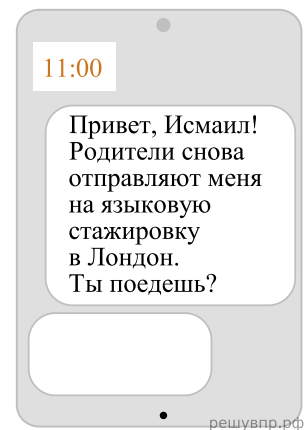 11:00
Привет, Исмаил!
Родители снова
отправляют меня
на языковую
стажировку
в Лондон.
Ты поедешь?
решувпр.рф